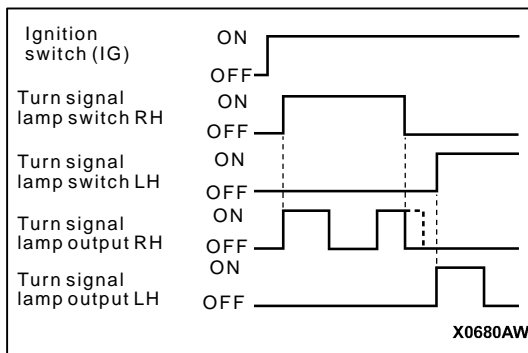 Ignition
switch (IG)
ON
OFF
Turn signal
lamp switch RH
ON
OFF
Turn signal
lamp switch LH
ON
OFF
Turn signal
lamp output RH
ON
OFF
Turn signal
lamp output LH
ON
OFF
X0680AW